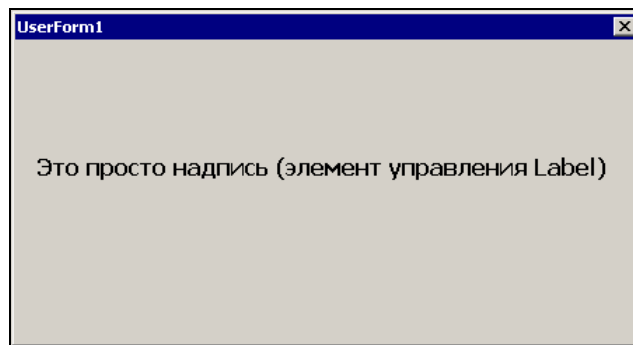 UserForm1
Это просто надпись (элемент управления Label)